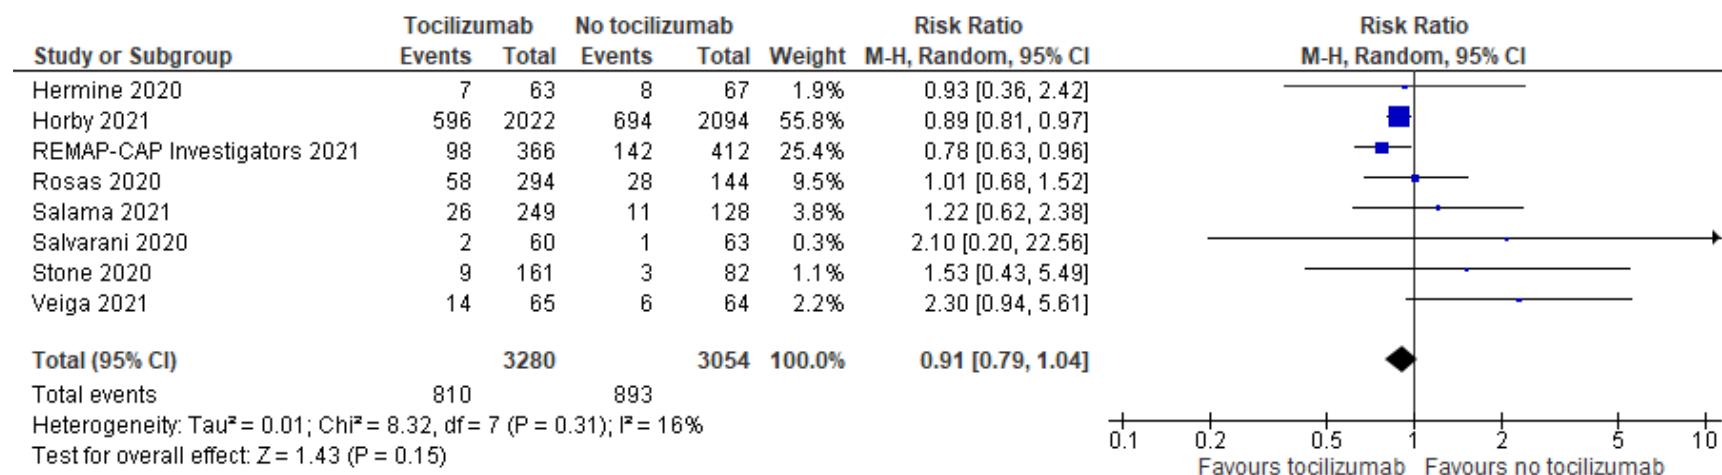 Tocilizumab No tocilizumab Risk Ratio Risk Ratio
Study or Subgroup Events Total Events Total Weight M-H, Random, 95% CI M-H, Random, 95% CI
Hermine 2020 7 63 8 67 1.9% 0.93 [0.36, 2.42]
Horby 2021 596 2022 694 2094 55.8% 0.89 [0.81, 0.97]
REMAP-CAP Investigators 2021 98 366 142 412 25.4% 0.78 [0.63, 0.96]
Rosas 2020 58 294 28 144 9.5% 1.01 [0.68, 1.52]
Salama 2021 26 249 11 128 3.8% 1.22 [0.62, 2.38]
Salvarani 2020 2 60 1 63 0.3% 2.10 [0.20, 22.56]
Stone 2020 9 161 3 82 1.1% 1.53 [0.43, 5.49]
Veiga 2021 14 65 6 64 2.2% 2.30 [0.94, 5.61]
Total (95% CI) 3280 3054 100.0% 0.91 [0.79, 1.04]
Total events 810 893
Heterogeneity: Tau² = 0.01; Chi² = 8.32, df = 7 (P = 0.31); I² = 16%
Test for overall effect: Z = 1.43 (P = 0.15)
0.1 0.2 0.5 1 2 5 10
Favours tocilizumab Favours no tocilizumab